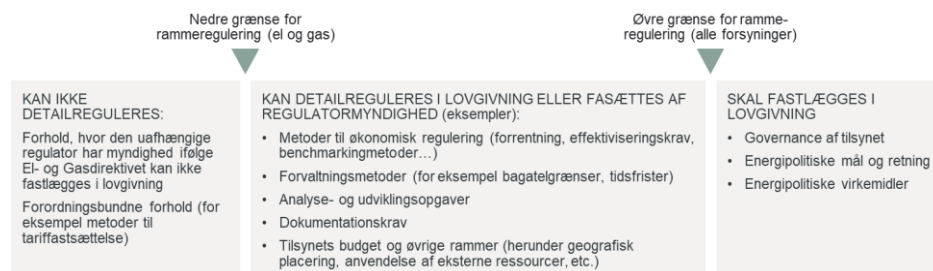 Nedre grænse for
rammeregulering (el og gas)
Øvre grænse for ramme-
regulering (alle forsyninger)
KAN IKKE
DETAILREGULERES:
Forhold, hvor den uafhængige
regulator har myndighed ifølge
El- og Gasdirektivet kan ikke
fastlægges i lovgivning
Forordningsbundne forhold (for
eksempel metoder til
tariffastsættelse)
KAN DETAILREGULERES I LOVGIVNING ELLER FASÆTTES AF
REGULATORMYNDIGHED (eksempler):
• Metoder til økonomisk regulering (forrentning, effektiviseringskrav,
benchmarkingmetoder…)
• Forvaltningsmetoder (for eksempel bagatelgrænser, tidsfrister)
• Analyse- og udviklingsopgaver
• Dokumentationskrav
• Tilsynets budget og øvrige rammer (herunder geografisk
placering, anvendelse af eksterne ressourcer, etc.)
SKAL FASTLÆGGES I
LOVGIVNING
• Governance af tilsynet
• Energipolitiske mål og retning
• Energipolitiske virkemidler